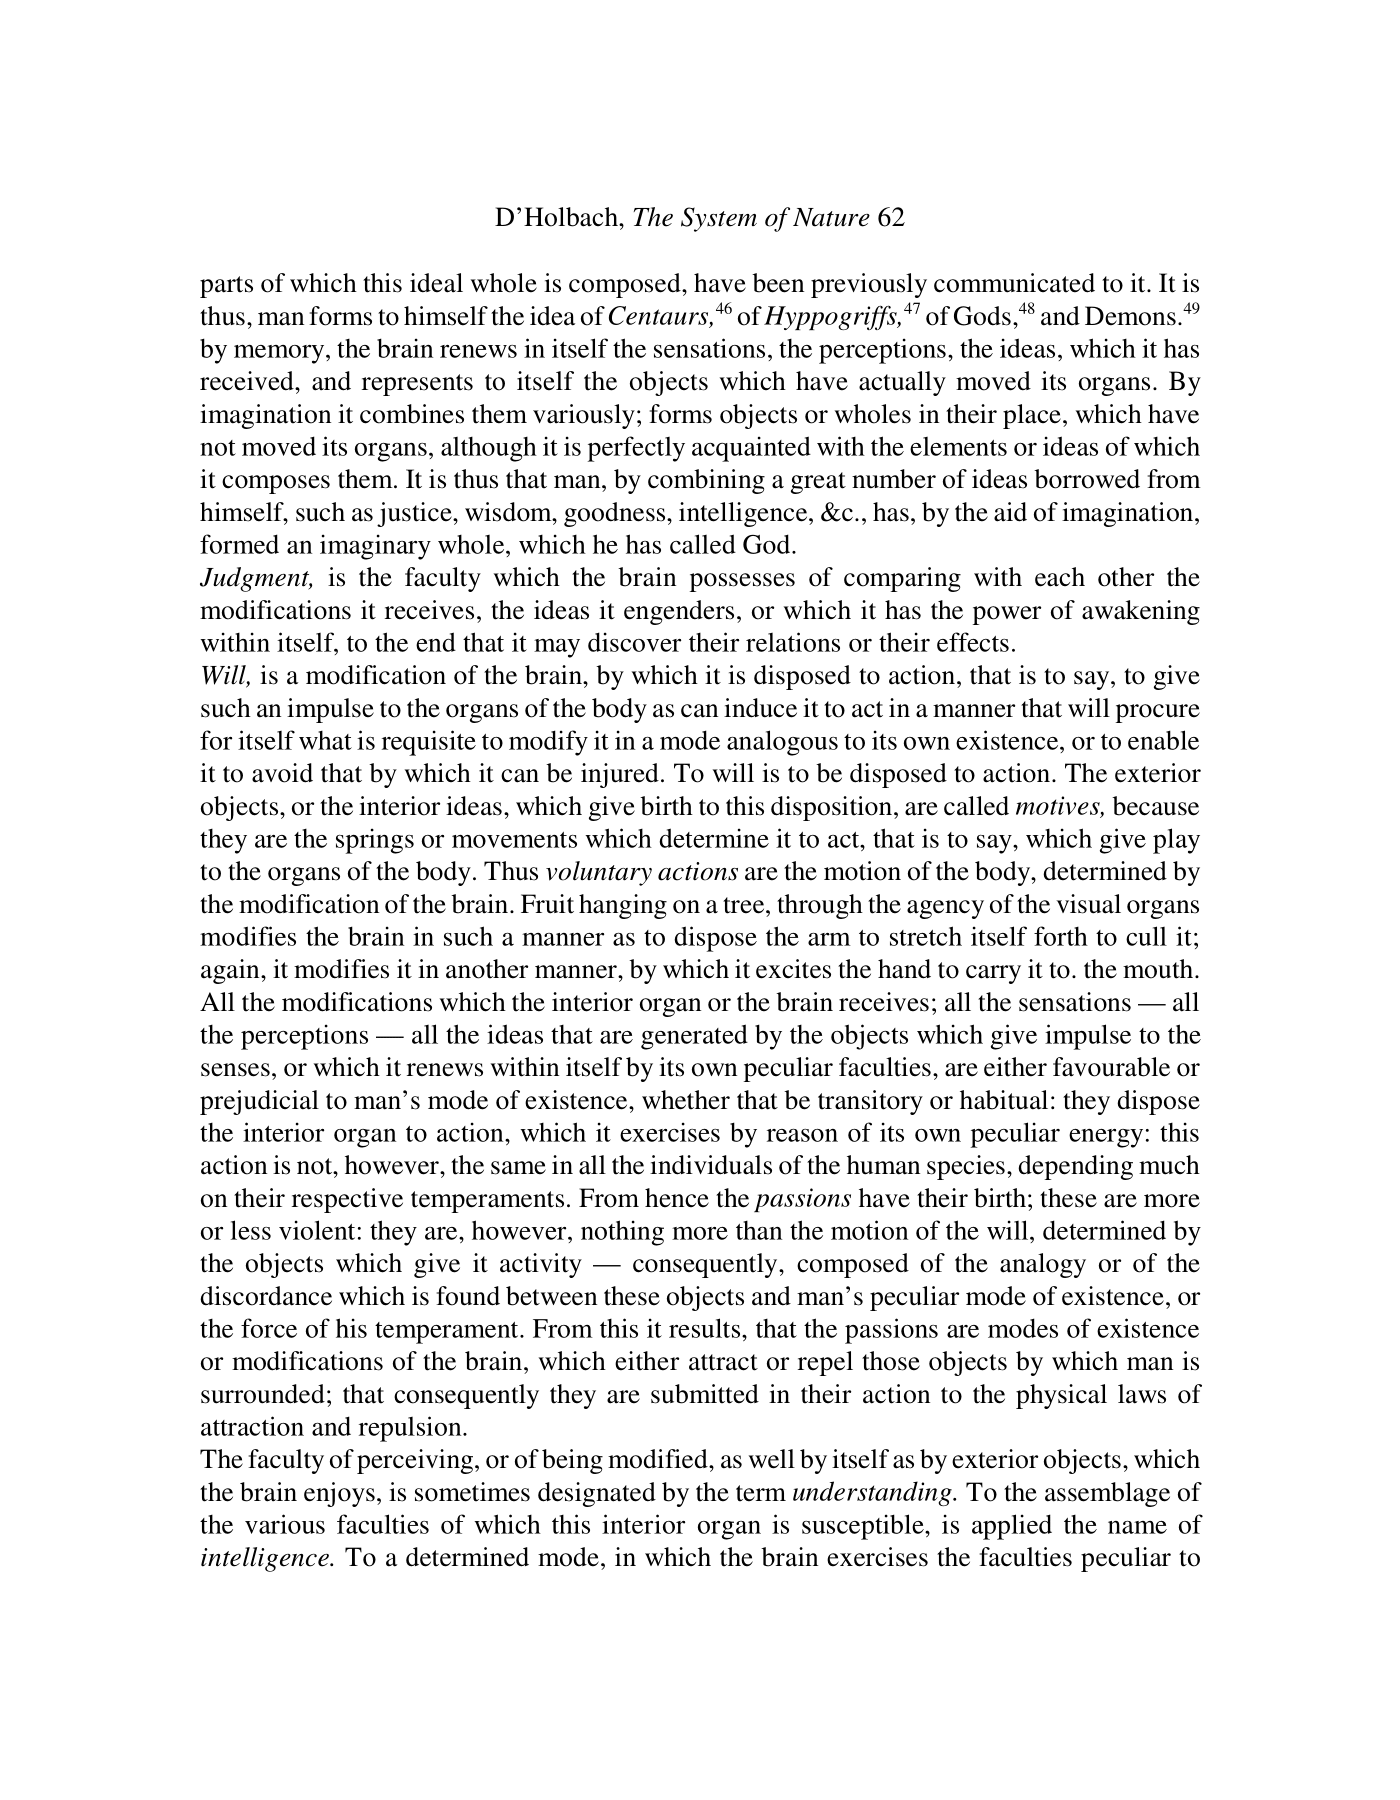 D’Holbach, The System of Nature 62
parts of which this ideal whole is composed, have been previously communicated to it. It is
thus, man forms to himself the idea of Centaurs,46 of Hyppogriffs,47 of Gods,48 and Demons.49
by memory, the brain renews in itself the sensations, the perceptions, the ideas, which it has
received, and represents to itself the objects which have actually moved its organs. By
imagination it combines them variously; forms objects or wholes in their place, which have
not moved its organs, although it is perfectly acquainted with the elements or ideas of which
it composes them. It is thus that man, by combining a great number of ideas borrowed from
himself, such as justice, wisdom, goodness, intelligence, &c., has, by the aid of imagination,
formed an imaginary whole, which he has called God.
Judgment, is the faculty which the brain possesses of comparing with each other the
modifications it receives, the ideas it engenders, or which it has the power of awakening
within itself, to the end that it may discover their relations or their effects.
Will, is a modification of the brain, by which it is disposed to action, that is to say, to give
such an impulse to the organs of the body as can induce it to act in a manner that will procure
for itself what is requisite to modify it in a mode analogous to its own existence, or to enable
it to avoid that by which it can be injured. To will is to be disposed to action. The exterior
objects, or the interior ideas, which give birth to this disposition, are called motives, because
they are the springs or movements which determine it to act, that is to say, which give play
to the organs of the body. Thus voluntary actions are the motion of the body, determined by
the modification of the brain. Fruit hanging on a tree, through the agency of the visual organs
modifies the brain in such a manner as to dispose the arm to stretch itself forth to cull it;
again, it modifies it in another manner, by which it excites the hand to carry it to. the mouth.
All the modifications which the interior organ or the brain receives; all the sensations — all
the perceptions — all the ideas that are generated by the objects which give impulse to the
senses, or which it renews within itself by its own peculiar faculties, are either favourable or
prejudicial to man’s mode of existence, whether that be transitory or habitual: they dispose
the interior organ to action, which it exercises by reason of its own peculiar energy: this
action is not, however, the same in all the individuals of the human species, depending much
on their respective temperaments. From hence the passions have their birth; these are more
or less violent: they are, however, nothing more than the motion of the will, determined by
the objects which give it activity — consequently, composed of the analogy or of the
discordance which is found between these objects and man’s peculiar mode of existence, or
the force of his temperament. From this it results, that the passions are modes of existence
or modifications of the brain, which either attract or repel those objects by which man is
surrounded; that consequently they are submitted in their action to the physical laws of
attraction and repulsion.
The faculty of perceiving, or of being modified, as well by itself as by exterior objects, which
the brain enjoys, is sometimes designated by the term understanding. To the assemblage of
the various faculties of which this interior organ is susceptible, is applied the name of
intelligence. To a determined mode, in which the brain exercises the faculties peculiar to